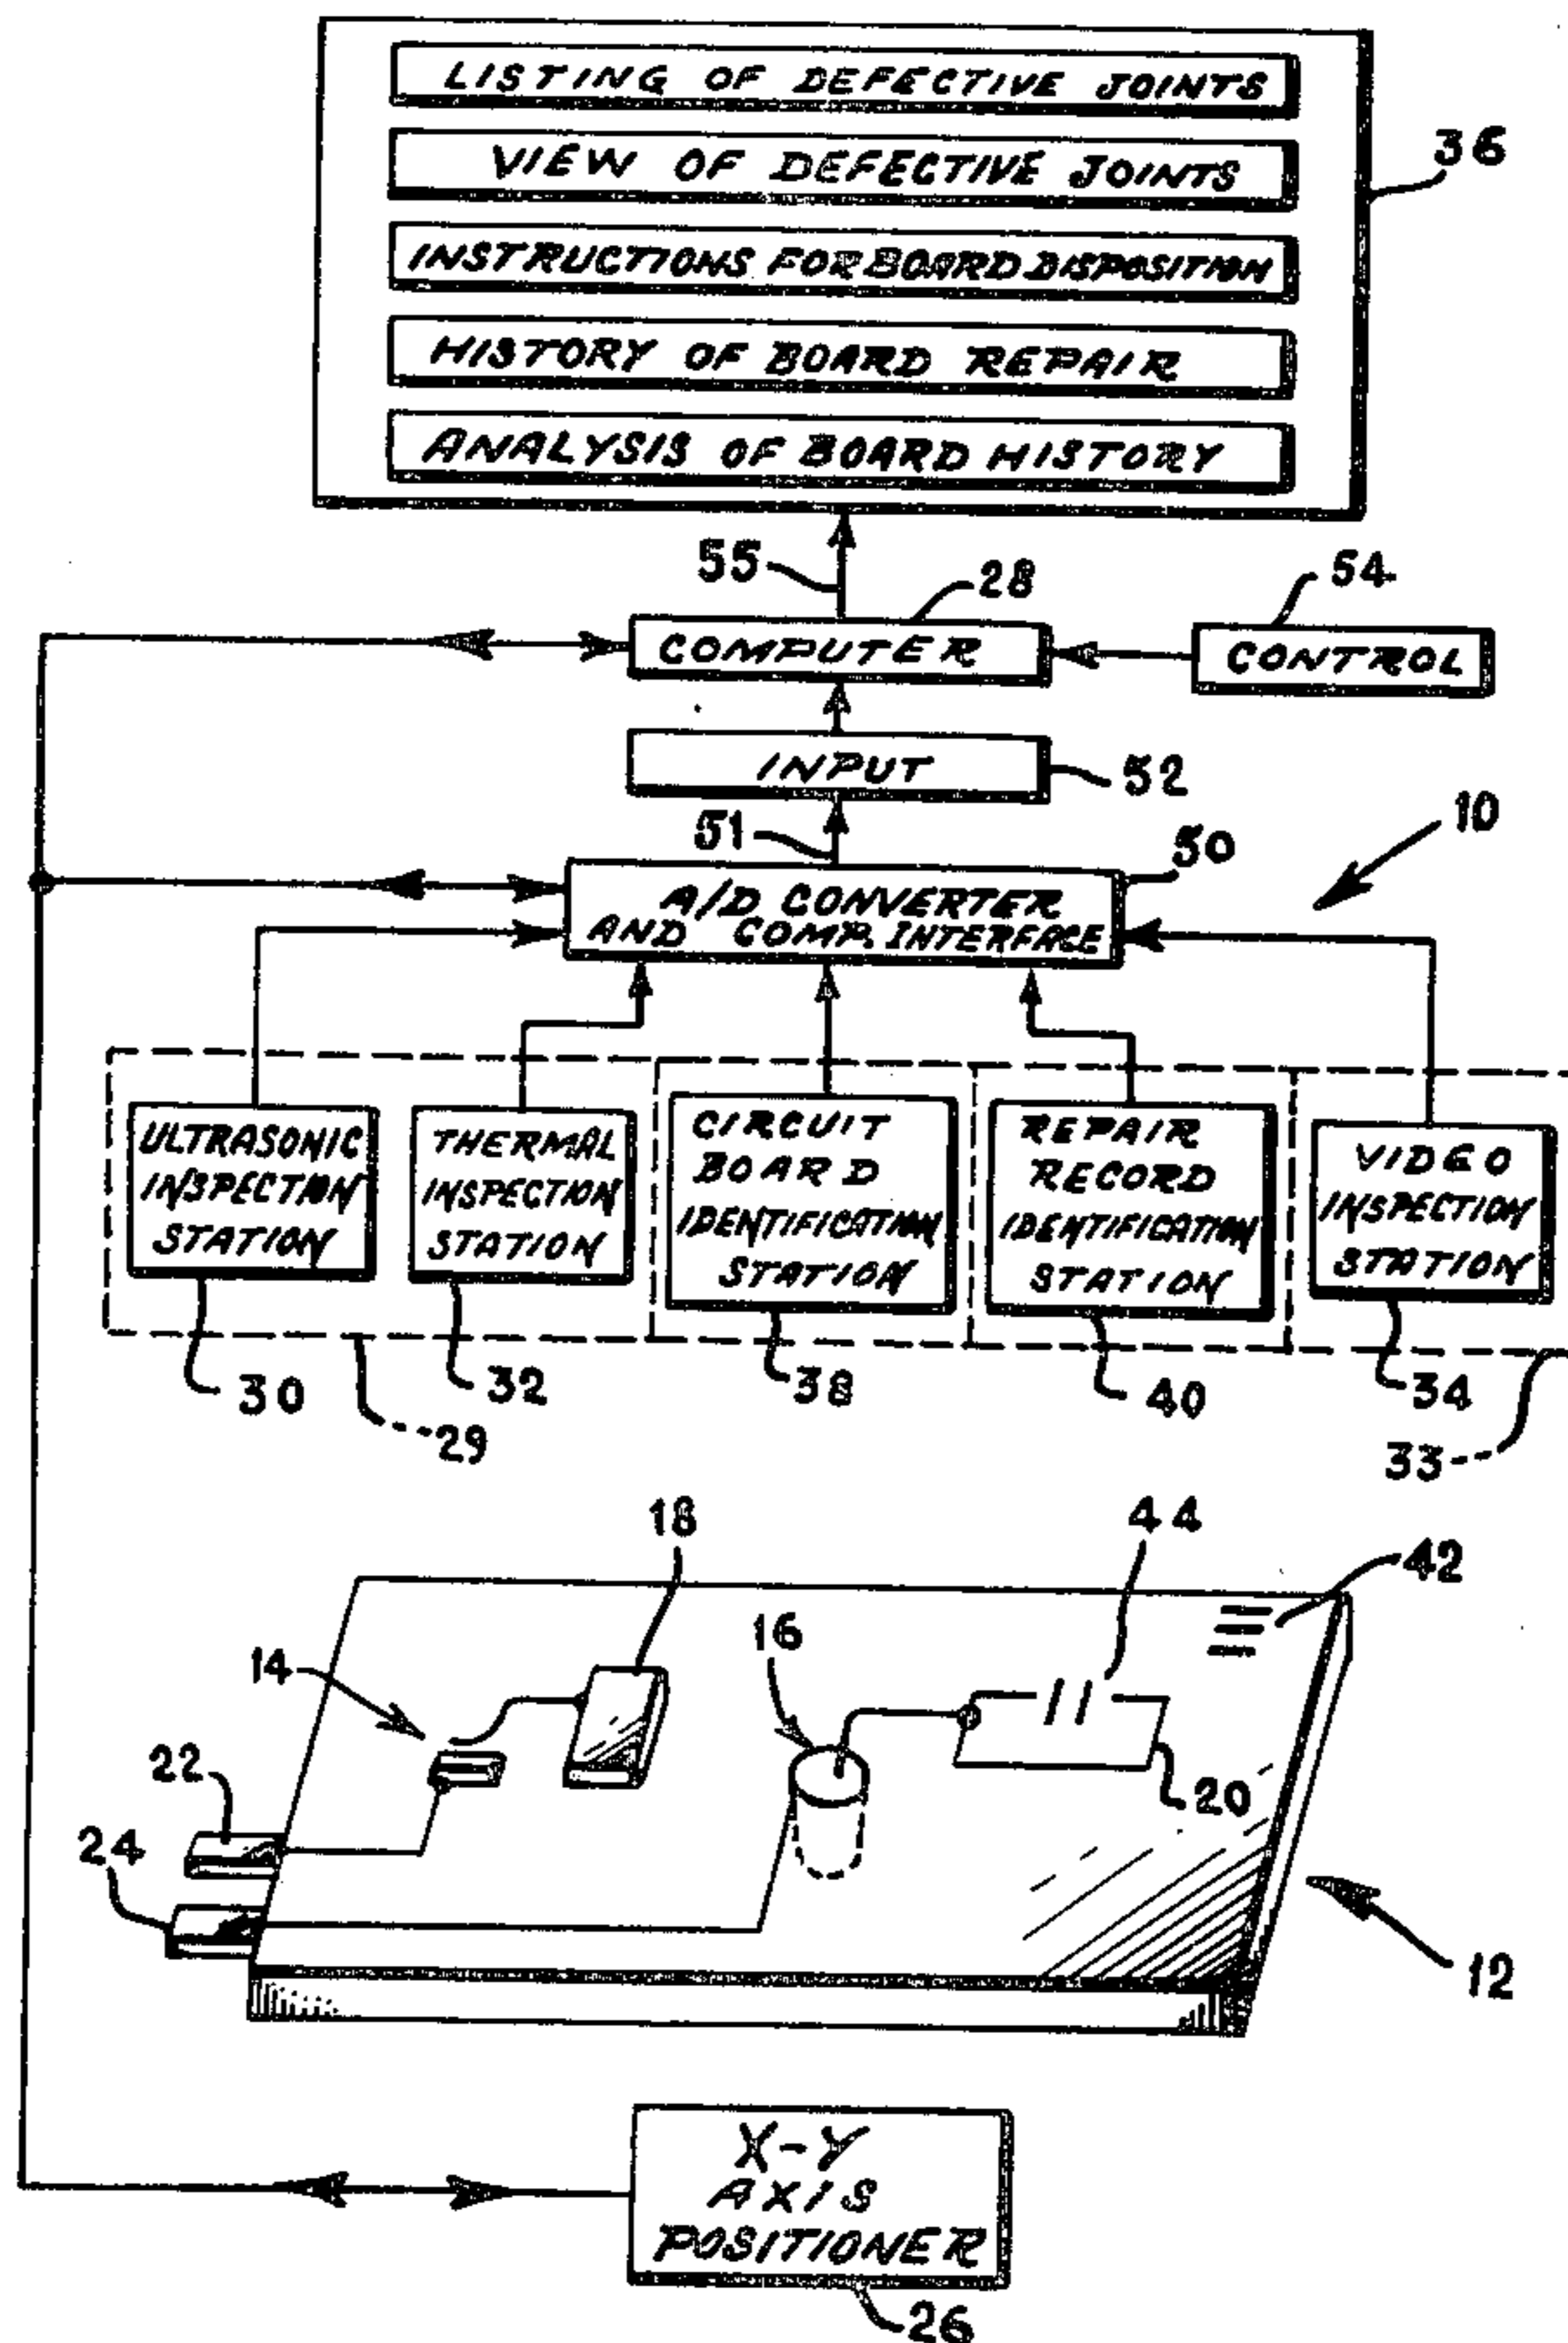 LISTING OF DEFECTIVE JOINTS
VIEW OF DEFECTIVE JOINTS
36
INSTRUCTIONS FOR BOARD DISPOSITION
HISTORY OF BOARD REPAIR
ANALYSIS OF BOARD HISTORY
55
28
54
COMPUTER
CONTROL
INPUT
52
51
50
10
A/D CONVERTER
AND COMP. INTERFACE
ULTRASONIC
INSPECTION
STATION
THERMAL
INSPECTION
STATION
CIRCUIT
BOARD
IDENTIFICATION
STATION
REPAIR
RECORD
IDENTIFICATION
STATION
VIDEO
INSPECTION
STATION
30
32
38
40
34
29
33
18
44
42
14
16
22
20
24
12
X-Y
AXIS
POSITIONER
26